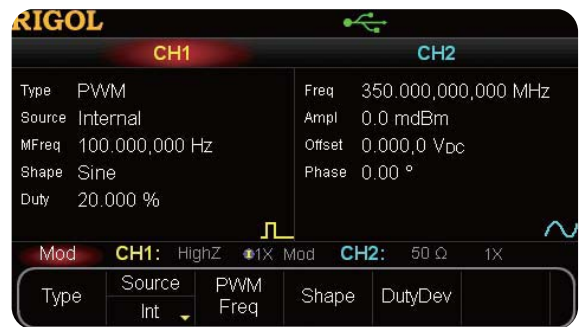 RIGOL
CH1
CH2
Type PWM
Source Internal
MFreq 100.000,000 Hz
Shape Sine
Duty 20.000 %
Freq 350.000,000,000 MHz
Ampl 0.0 mdBm
Offset 0.000,0 VDC
Phase 0.00 °
Mod CH1: HighZ 1X Mod CH2: 50 Ω 1X
Type
Source
Int
PWM
Freq
Shape
DutyDev